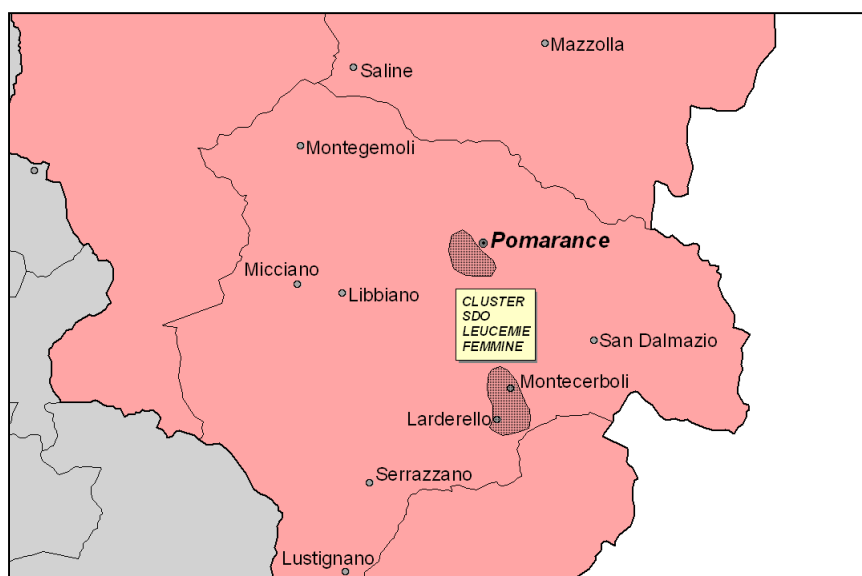 Mazzolla
Saline
Montegemoli
Pomarance
Micciano
Libbiano
CLUSTER
SDO
LEUCEMIE
FEMMINE
San Dalmazio
Montecerboli
Larderello
Serrazzano
Lustignano